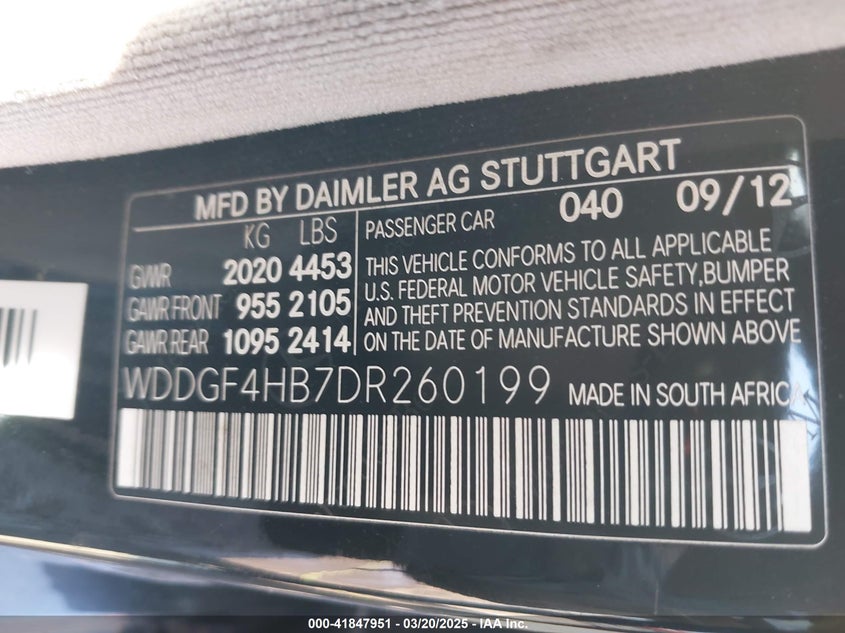 MFD BY DAIMLER AG STUTTGART
KG LBS
GVWR 2020 4453
GAWR FRONT 955 2105
GAWR REAR 1095 2414
PASSENGER CAR 040 09/12
THIS VEHICLE CONFORMS TO ALL APPLICABLE
U.S. FEDERAL MOTOR VEHICLE SAFETY,BUMPER
AND THEFT PREVENTION STANDARDS IN EFFECT
ON THE DATE OF MANUFACTURE SHOWN ABOVE
WDDGF4HB7DR260199 MADE IN SOUTH AFRICA
000-41847951 - 03/20/2025 - IAA Inc.